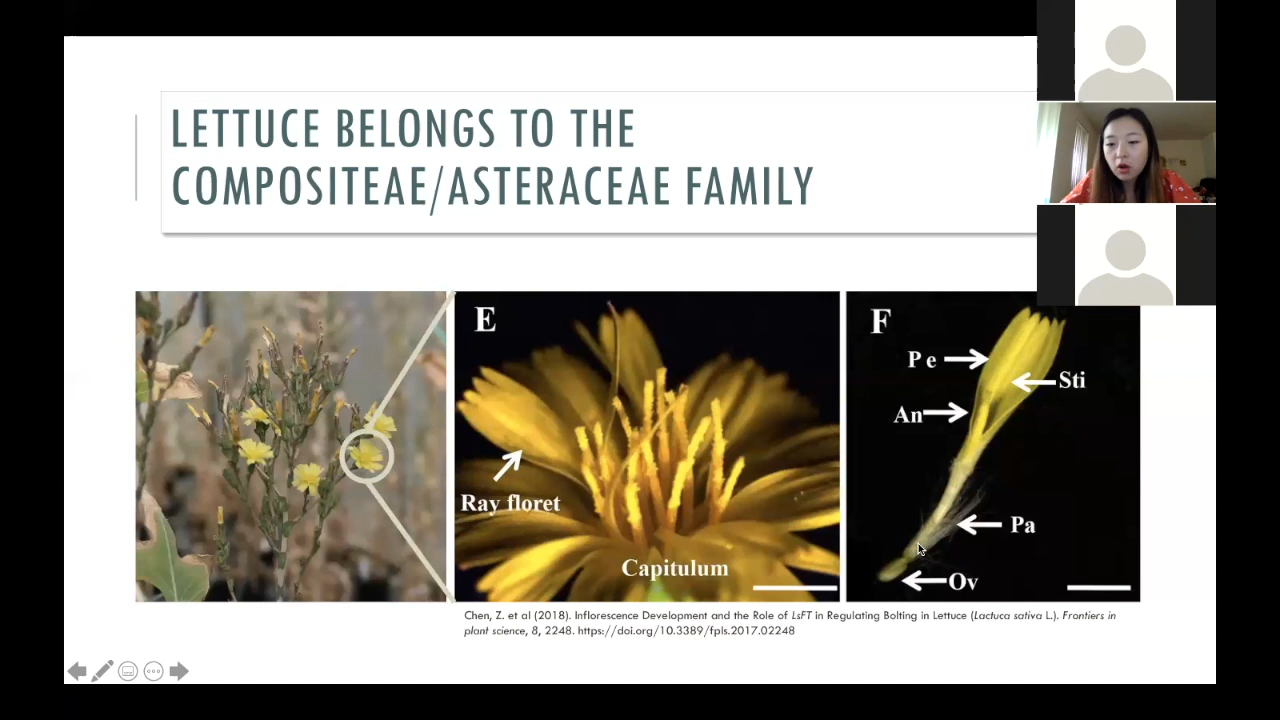 LETTUCE BELONGS TO THE
COMPOSITEAE/ASTERACEAE FAMILY
E
Ray floret
Capitulum
F
Pe
Sti
An
Pa
Ov
Chen, Z. et al (2018). Inflorescence Development and the Role of LsFT in Regulating Bolting in Lettuce (Lactuca sativa L.). Frontiers in
plant science, 8, 2248. https://doi.org/10.3389/fpls.2017.02248